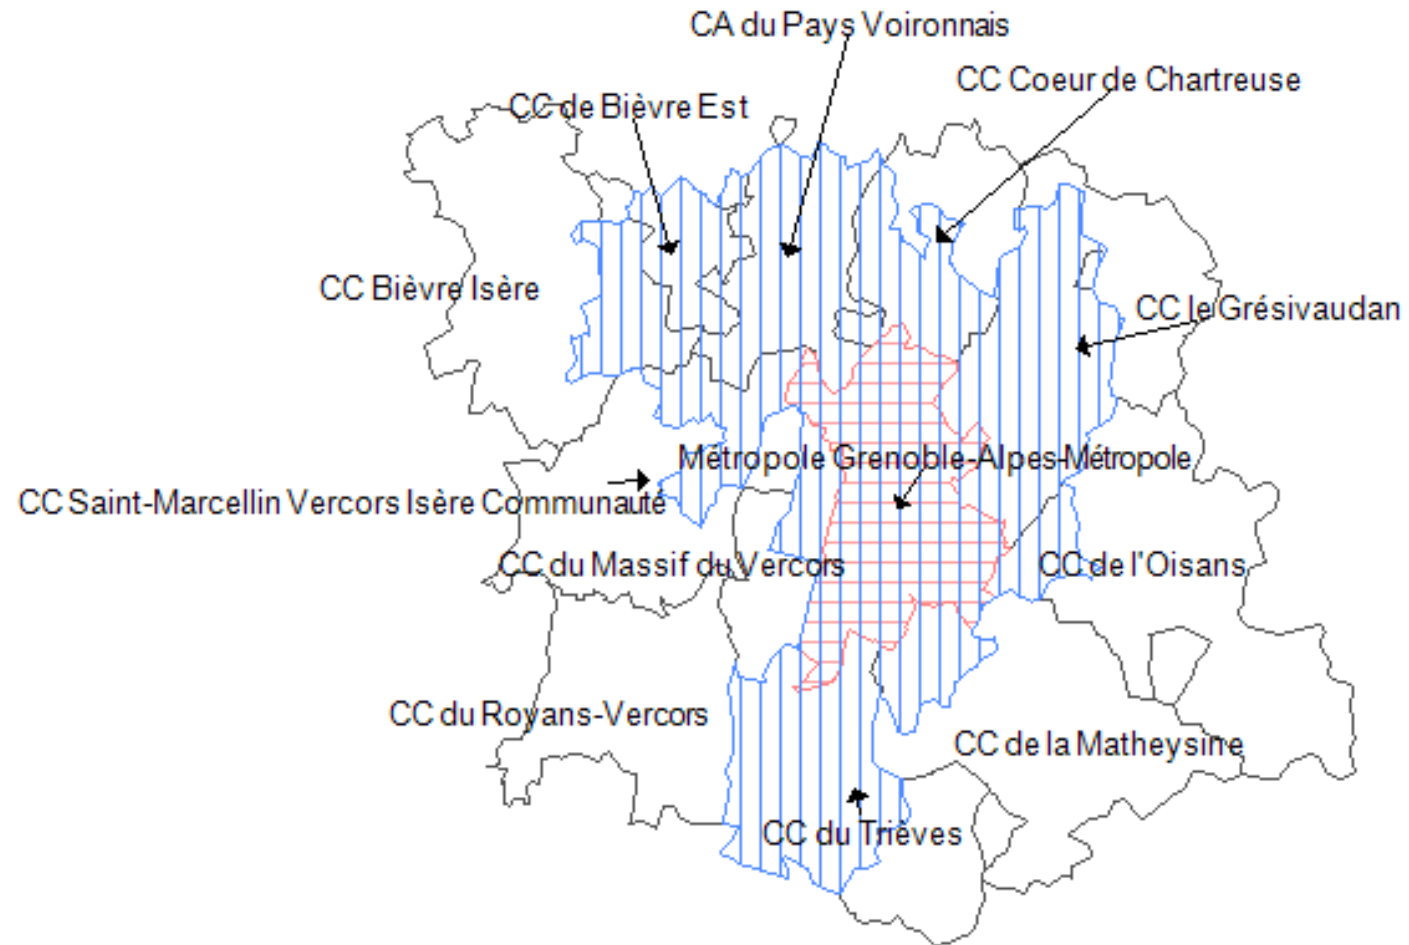 CA du Pays Voironnais
CC Coeur de Chartreuse
CC de Bièvre Est
CC Bièvre Isère
CC le Grésivaudan
Métropole Grenoble-Alpes-Métropole
CC Saint-Marcellin Vercors Isère Communauté
CC du Massif du Vercors
CC de l'Oisans
CC du Royans-Vercors
CC de la Matheysine
CC du Trièves